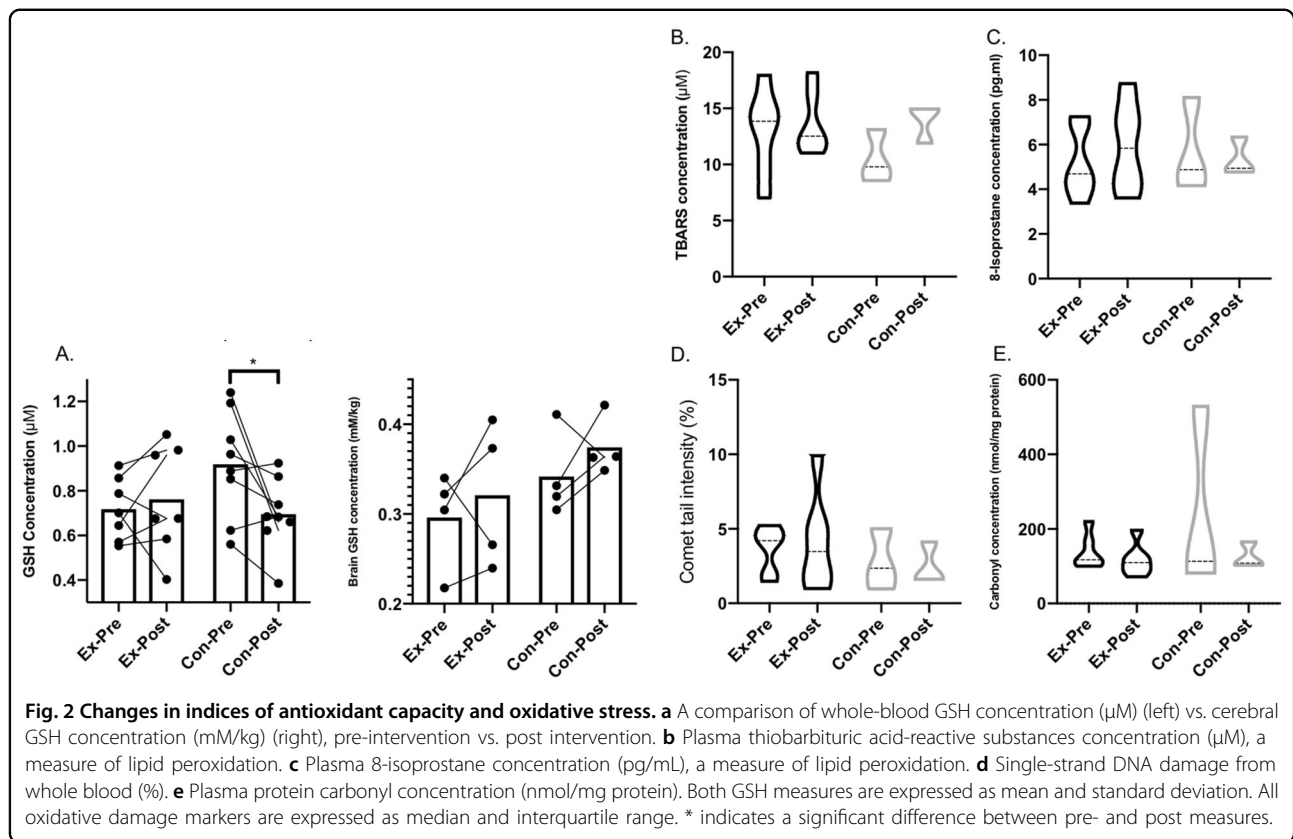 B.
TBARS concentration (µM)
20
15
10
5
0
Ex-Pre
Ex-Post
Con-Pre
Con-Post
C.
8-Isoprostane concentration (pg.ml)
10
8
6
4
2
0
Ex-Pre
Ex-Post
Con-Pre
Con-Post
A.
GSH Concentration (µM)
1.2
1.0
0.8
0.6
0.4
*
Ex-Pre
Ex-Post
Con-Pre
Con-Post
Brain GSH concentration (mM/kg)
0.4
0.3
0.2
Ex-Pre
Ex-Post
Con-Pre
Con-Post
D.
Comet tail intensity (%)
15
10
5
0
Ex-Pre
Ex-Post
Con-Pre
Con-Post
E.
Carbonyl concentration (nmol/mg protein)
600
400
200
0
Ex-Pre
Ex-Post
Con-Pre
Con-Post
Fig. 2 Changes in indices of antioxidant capacity and oxidative stress. a A comparison of whole-blood GSH concentration (µM) (left) vs. cerebral
GSH concentration (mM/kg) (right), pre-intervention vs. post intervention. b Plasma thiobarbituric acid-reactive substances concentration (µM), a
measure of lipid peroxidation. c Plasma 8-isoprostane concentration (pg/mL), a measure of lipid peroxidation. d Single-strand DNA damage from
whole blood (%). e Plasma protein carbonyl concentration (nmol/mg protein). Both GSH measures are expressed as mean and standard deviation. All
oxidative damage markers are expressed as median and interquartile range. * indicates a significant difference between pre- and post measures.